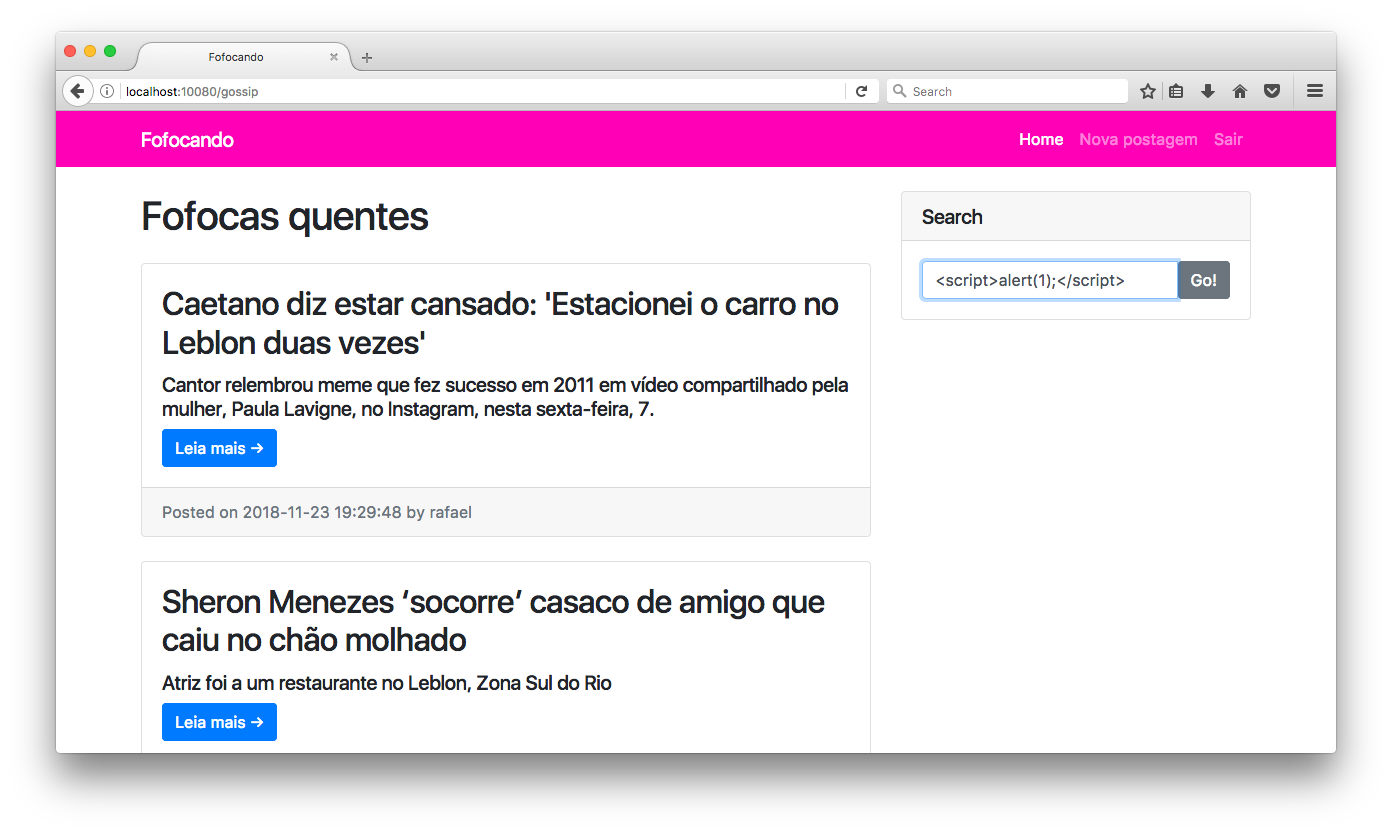 Fofocando
localhost:10080/gossip
Search
Fofocando
Home Nova postagem Sair
Fofocas quentes
Caetano diz estar cansado: 'Estacionei o carro no
Leblon duas vezes'
Cantor relembrou meme que fez sucesso em 2011 em vídeo compartilhado pela
mulher, Paula Lavigne, no Instagram, nesta sexta-feira, 7.
Leia mais →
Posted on 2018-11-23 19:29:48 by rafael
Sheron Menezes ‘socorre’ casaco de amigo que
caiu no chão molhado
Atriz foi a um restaurante no Leblon, Zona Sul do Rio
Leia mais →
Search
<script>alert(1);</script> Go!